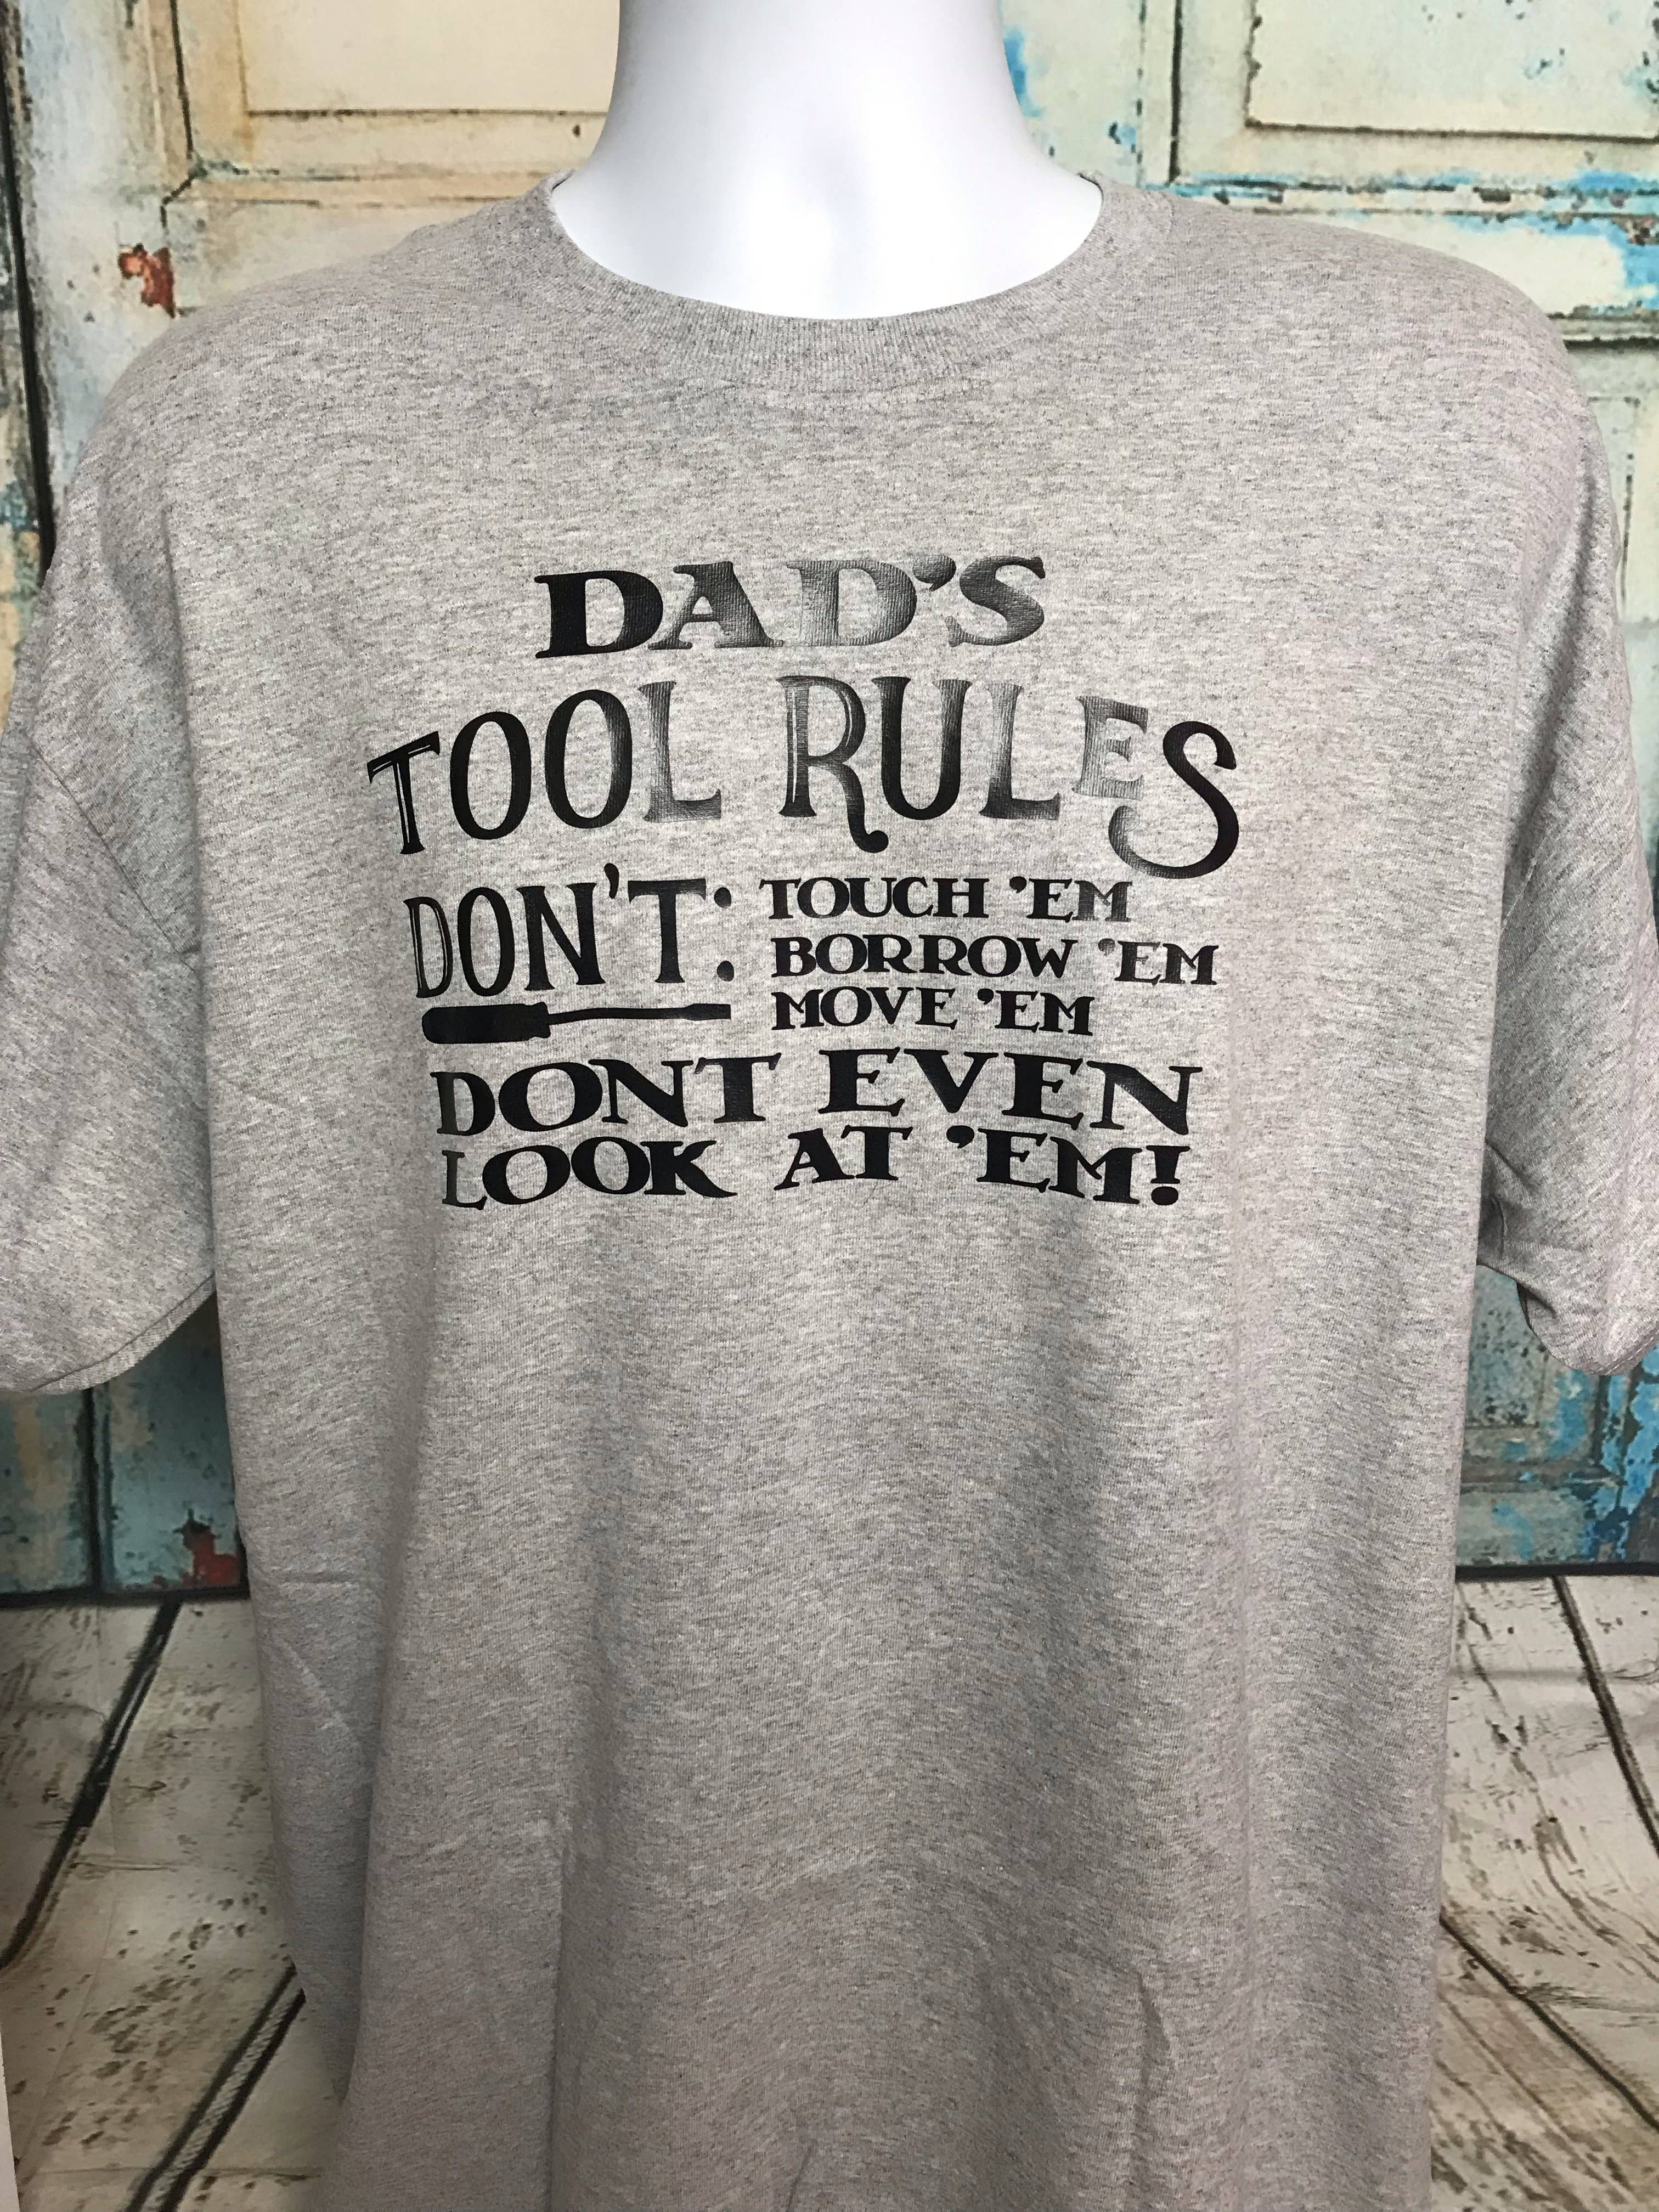 DAD'S
TOOL RULES
DON'T: TOUCH 'EM
BORROW 'EM
MOVE 'EM
DONT EVEN
LOOK AT 'EM!